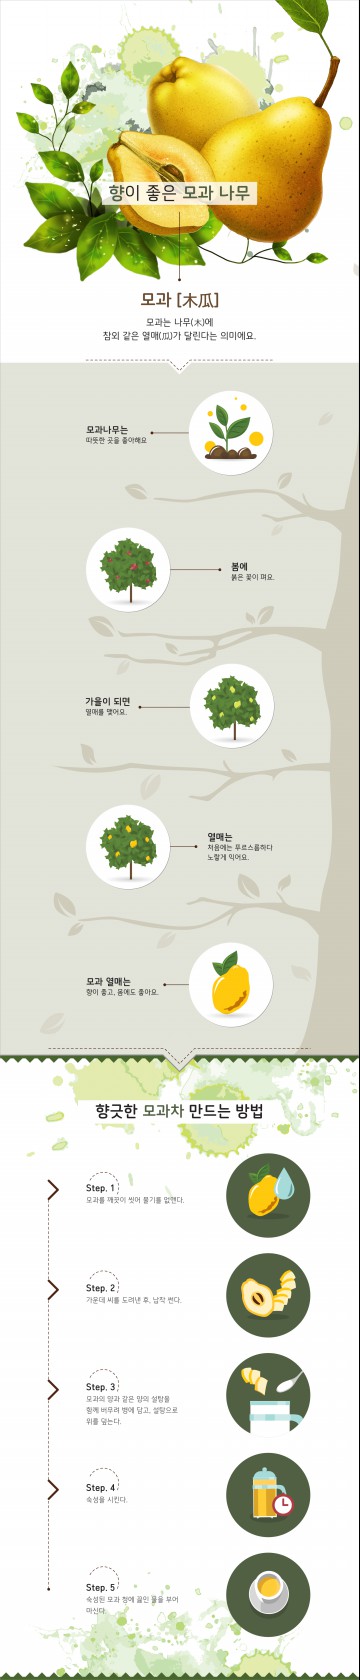 향이 좋은 모과 나무
모과 [木瓜]
모과는 나무(木)에
참외 같은 열매(瓜)가 달린다는 의미에요.
모과나무는
따뜻한 곳을 좋아해요
봄에
붉은 꽃이 펴요.
가을이 되면
열매를 맺어요.
열매는
처음에는 푸르스름하다
노랗게 익어요.
모과 열매는
향이 좋고, 몸에도 좋아요.
향긋한 모과차 만드는 방법
Step. 1
모과를 깨끗이 씻어 물기를 없앤다.
Step. 2
가운데 씨를 도려낸 후, 납작 썬다.
Step. 3
모과의 양과 같은 양의 설탕을
함께 버무려 병에 담고, 설탕으로
위를 덮는다.
Step. 4
숙성을 시킨다.
Step. 5
숙성된 모과 청에 끓인 물을 부어
마신다.